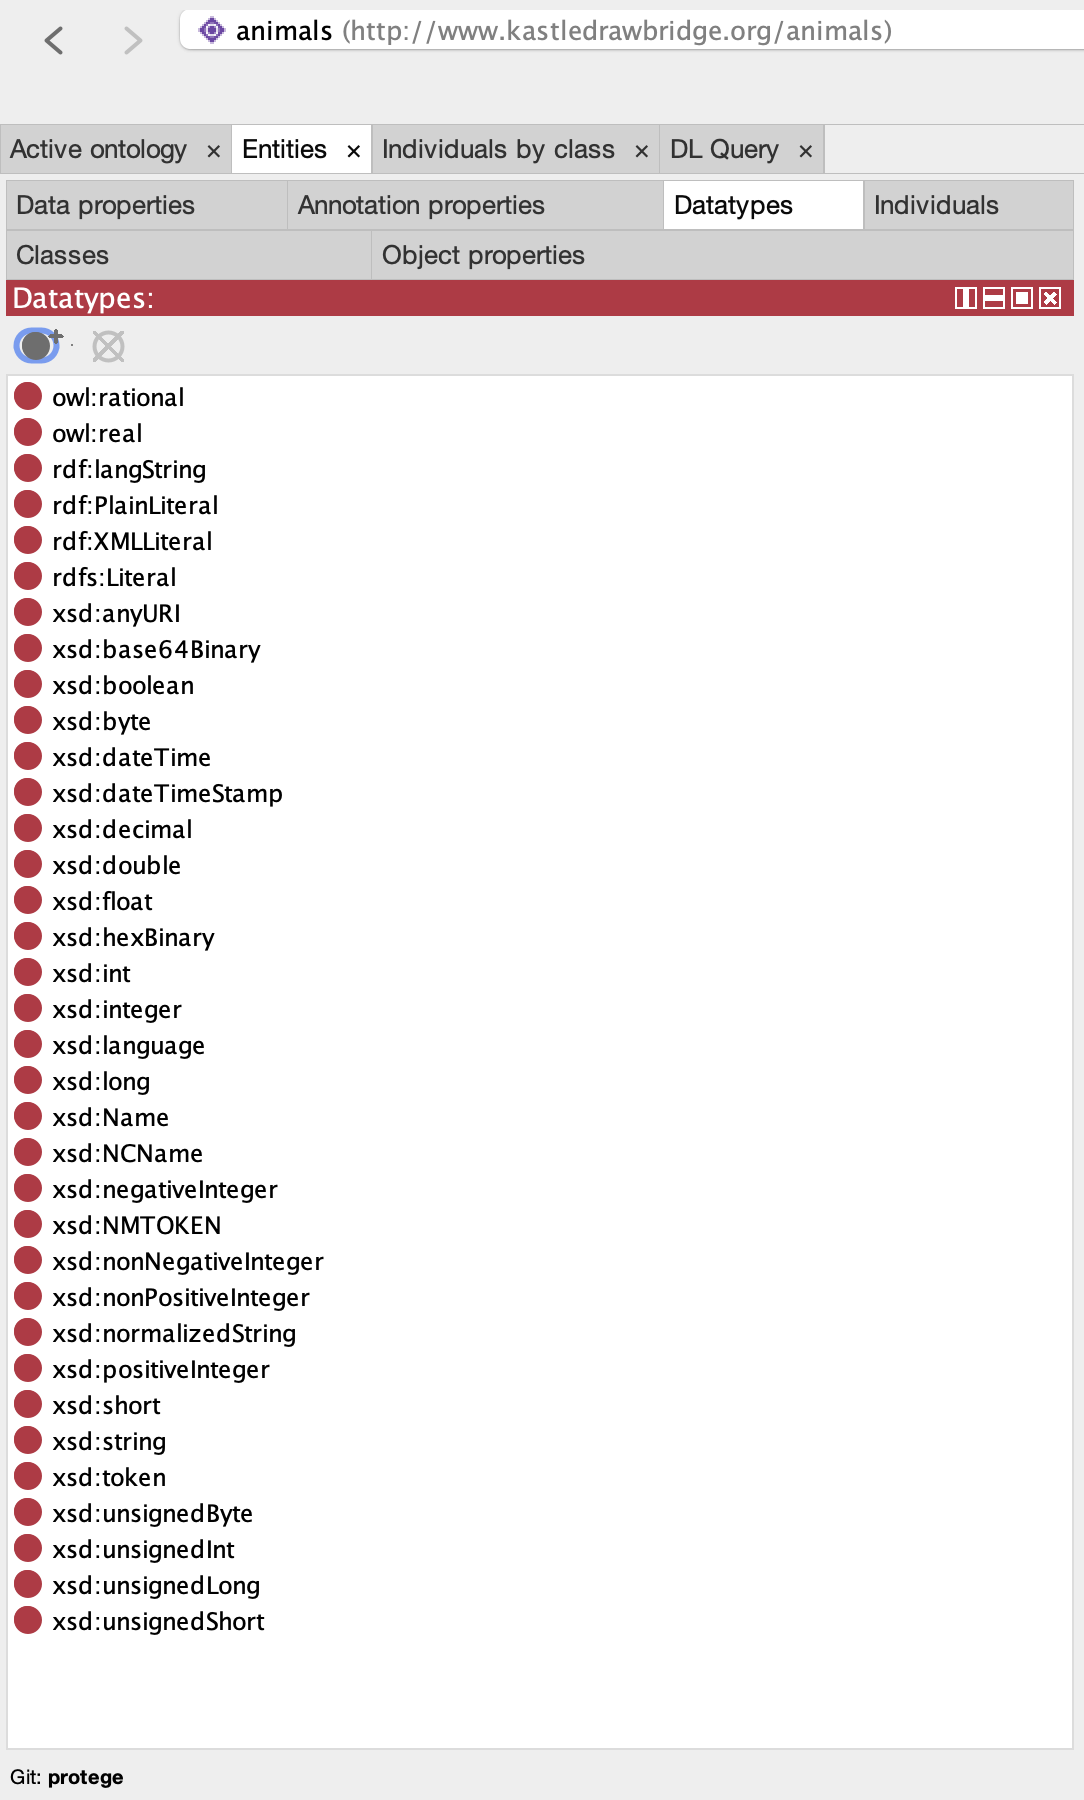 animals (http://www.kastledrawbridge.org/animals)
Active ontology × Entities × Individuals by class × DL Query ×
Data properties Annotation properties Datatypes Individuals
Classes Object properties
Datatypes:
owl:rational
owl:real
rdf:langString
rdf:PlainLiteral
rdf:XMLLiteral
rdfs:Literal
xsd:anyURI
xsd:base64Binary
xsd:boolean
xsd:byte
xsd:dateTime
xsd:dateTimeStamp
xsd:decimal
xsd:double
xsd:float
xsd:hexBinary
xsd:int
xsd:integer
xsd:language
xsd:long
xsd:Name
xsd:NCName
xsd:negativeInteger
xsd:NMTOKEN
xsd:nonNegativeInteger
xsd:nonPositiveInteger
xsd:normalizedString
xsd:positiveInteger
xsd:short
xsd:string
xsd:token
xsd:unsignedByte
xsd:unsignedInt
xsd:unsignedLong
xsd:unsignedShort
Git: protege